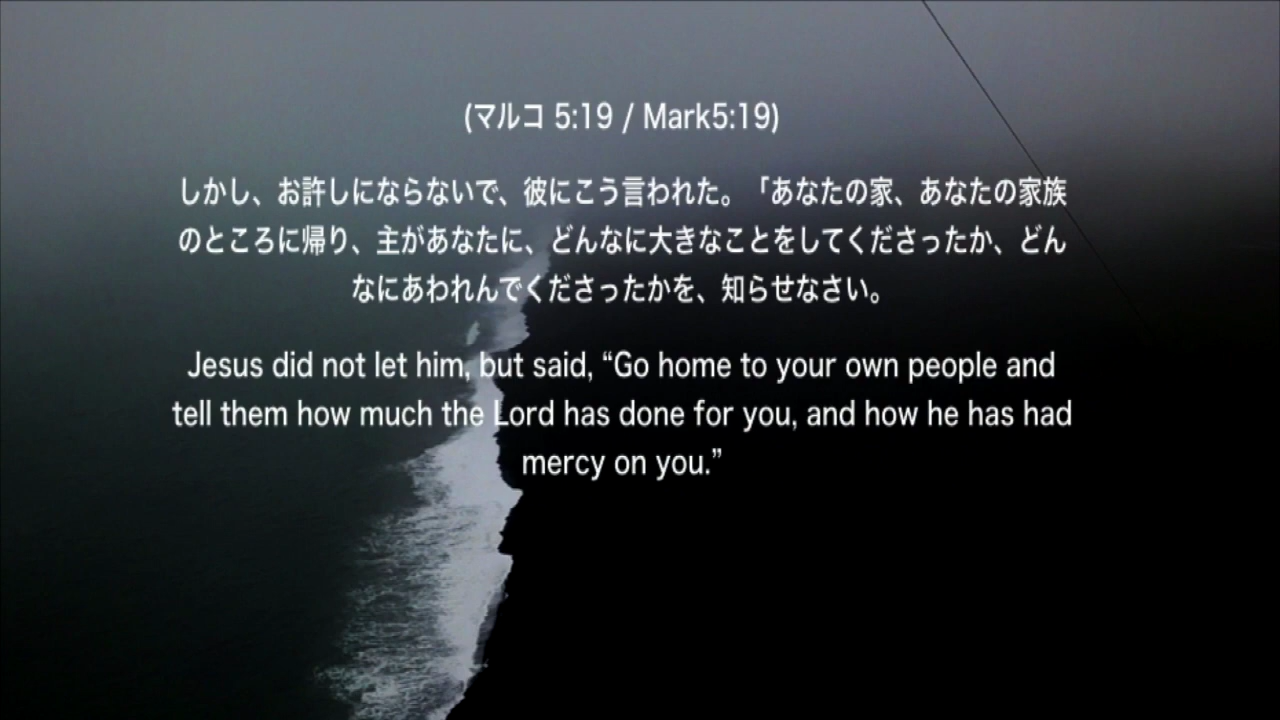 (マルコ 5:19 / Mark5:19)
しかし、お許しにならないで、彼にこう言われた。「あなたの家、あなたの家族
のところに帰り、主があなたに、どんなに大きなことをしてくださったか、どん
なにあわれんでくださったかを、知らせなさい。
Jesus did not let him, but said, “Go home to your own people and
tell them how much the Lord has done for you, and how he has had
mercy on you.”